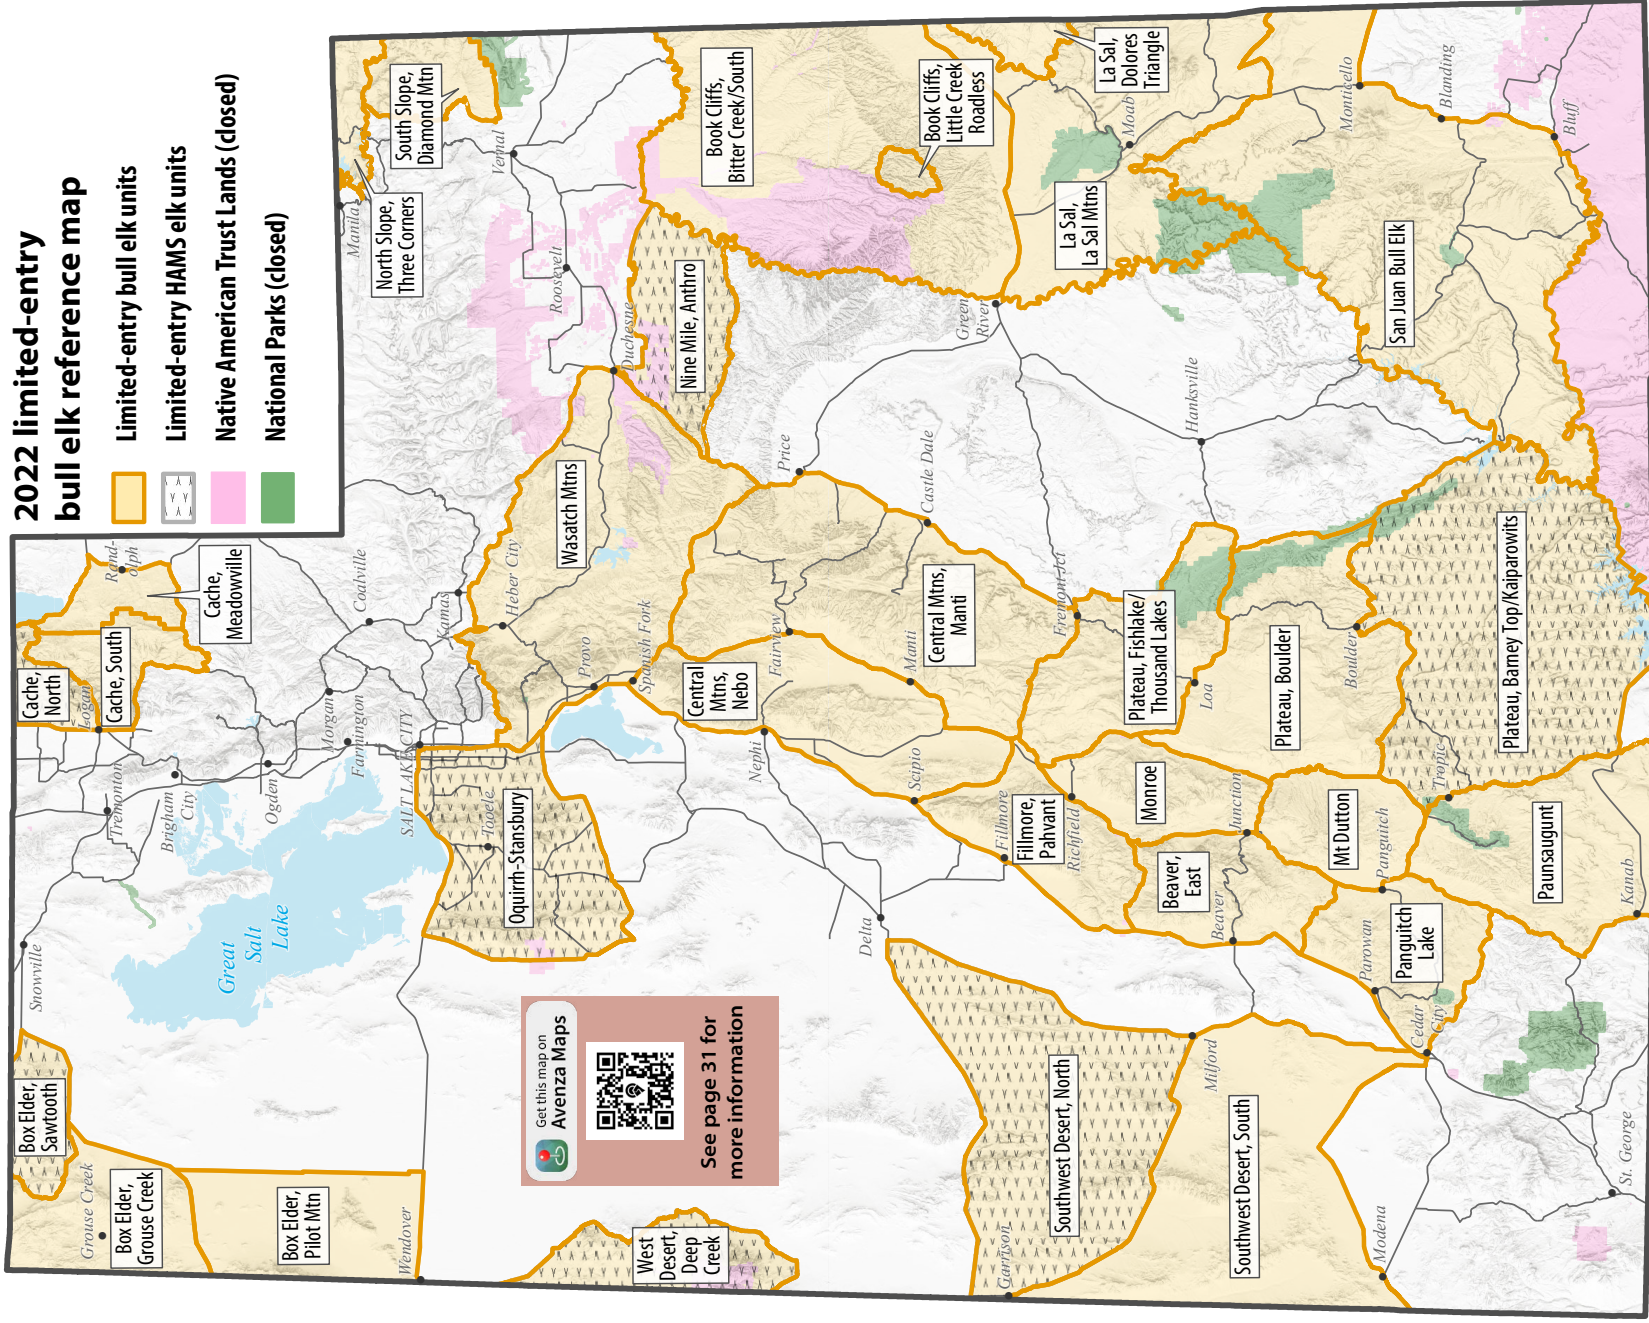 2022 limited-entry
bull elk reference map
Limited-entry bull elk units
Limited-entry HAMS elk units
Native American Trust Lands (closed)
National Parks (closed)
Snowville
Box Elder,
Sawtooth
Grouse Creek
Box Elder,
Grouse Creek
Box Elder,
Pilot Mtn
Wendover
Great
Salt
Lake
Tremonton
Brigham
City
Ogden
Logan
Cache,
North
Cache, South
Rand-
olph
Cache,
Meadowville
Morgan
Farmington
Coalville
SALT LAKE CITY
Kamas
Tooele
Oquirrh-Stansbury
Heber City
Wasatch Mtns
Provo
Spanish Fork
Manila
North Slope,
Three Corners
South Slope,
Diamond Mtn
Vernal
Roosevelt
Duchesne
Nine Mile, Anthro
Book Cliffs,
Bitter Creek/South
Book Cliffs,
Little Creek
Roadless
Get this map on
Avenza Maps
See page 31 for
more information
West
Desert,
Deep
Creek
Central
Mtns,
Nebo
Nephi
Fairview
Price
Castle Dale
Manti
Central Mtns,
Manti
Delta
Scipio
Fillmore
Fillmore,
Pahvant
Richfield
Green
River
La Sal,
La Sal Mtns
La Sal,
Dolores
Triangle
Moab
Fremont Jct
Plateau, Fishlake/
Thousand Lakes
Loa
Hanksville
Garrison
Southwest Desert, North
Milford
Southwest Desert, South
Monroe
Beaver,
East
Beaver
Junction
Plateau, Boulder
Boulder
Mt Dutton
Panguitch
Parowan
Panguitch
Lake
Cedar
City
Modena
St. George
Tropic
Paunsaugunt
Kanab
Plateau, Barney Top/Kaiparowits
San Juan Bull Elk
Monticello
Blanding
Bluff